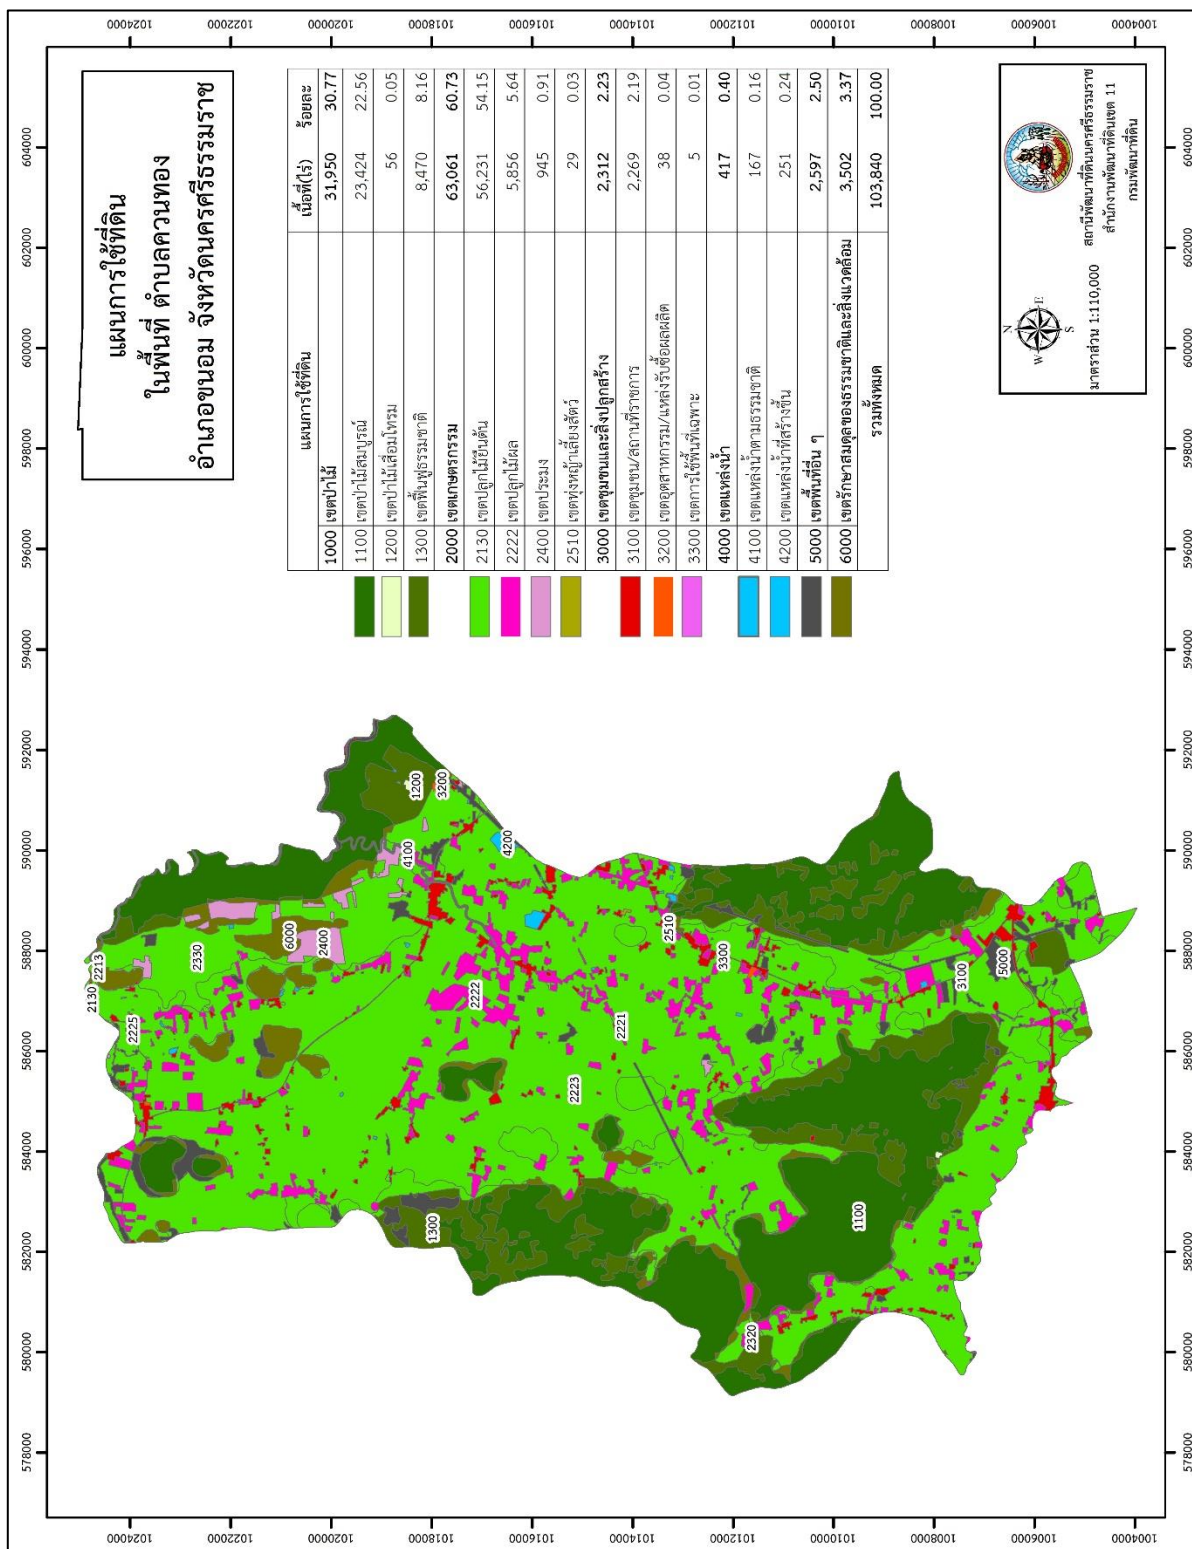 แผนการใช้ที่ดิน
ในพื้นที่ ตำบลควนทอง
อำเภอขนอม จังหวัดนครศรีธรรมราช
แผนการใช้ที่ดิน เนื้อที่(ไร่) ร้อยละ
1000 เขตป่าไม้ 31,950 30.77
1100 เขตป่าไม้สมบูรณ์ 23,424 22.56
1200 เขตป่าไม้เสื่อมโทรม 56 0.05
1300 เขตฟื้นฟูธรรมชาติ 8,470 8.16
2000 เขตเกษตรกรรม 63,061 60.73
2130 เขตปลูกไม้ยืนต้น 56,231 54.15
2222 เขตปลูกไม้ผล 5,856 5.64
2400 เขตประมง 945 0.91
2510 เขตทุ่งหญ้าเลี้ยงสัตว์ 29 0.03
3000 เขตชุมชนและสิ่งปลูกสร้าง 2,312 2.23
3100 เขตชุมชน/สถานที่ราชการ 2,269 2.19
3200 เขตอุตสาหกรรม/แหล่งรับซื้อผลผลิต 38 0.04
3300 เขตการใช้พื้นที่เฉพาะ 5 0.01
4000 เขตแหล่งน้ำ 417 0.40
4100 เขตแหล่งน้ำตามธรรมชาติ 167 0.16
4200 เขตแหล่งน้ำที่สร้างขึ้น 251 0.24
5000 เขตพื้นที่อื่น ๆ 2,597 2.50
6000 เขตรักษาสมดุลของธรรมชาติและสิ่งแวดล้อม 3,502 3.37
รวมทั้งหมด 103,840 100.00
N
W E
S
มาตราส่วน 1:110,000
สถานีพัฒนาที่ดินนครศรีธรรมราช
สำนักงานพัฒนาที่ดินเขต 11
กรมพัฒนาที่ดิน
578000 580000 582000 584000 586000 588000 590000 592000 594000 596000 598000 600000 602000 604000
1024000
1022000
1020000
1018000
1016000
1014000
1012000
1010000
1008000
1006000
1004000
2130
2213
2225
2330
6000
2400
4100
1200
3200
4200
1300
2222
2223
2221
2510
3300
2320
1100
3100
5000
1024000
1022000
1020000
1018000
1016000
1014000
1012000
1010000
1008000
1006000
1004000
578000 580000 582000 584000 586000 588000 590000 592000 594000 596000 598000 600000 602000 604000